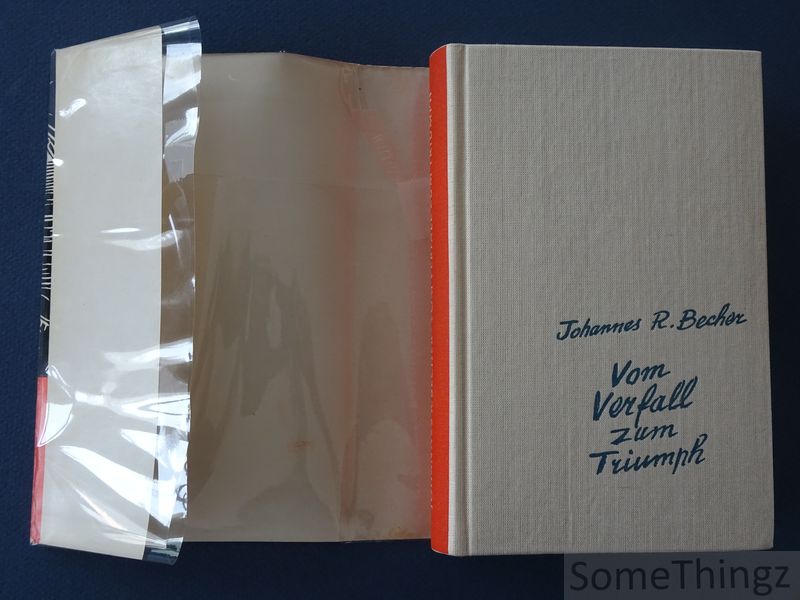 Johannes R. Becher
Vom
Verfall
zum
Triumph
SomeThingz